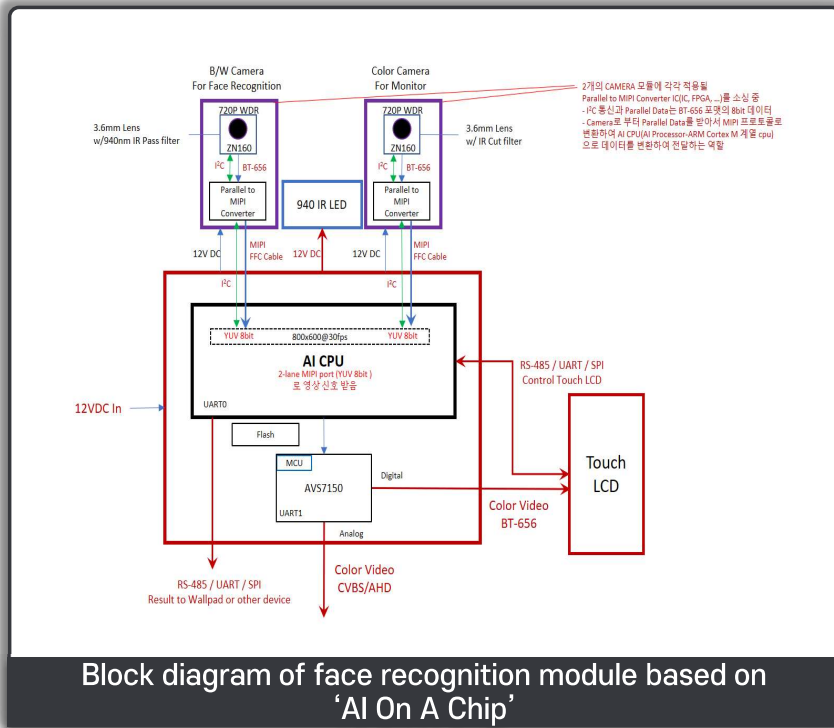 B/W Camera
For Face Recognition
Color Camera
For Monitor
2개의 CAMERA 모듈에 각각 적용될
Parallel to MIPI Converter IC(IC, FPGA, ...)를 소싱 중
- I²C 통신과 Parallel Data는 BT-656 포맷의 8bit 데이터
- Camera로 부터 Parallel Data를 받아서 MIPI 프로토콜로
변환하여 AI CPU(AI Processor-ARM Cortex M 계열 cpu)
으로 데이터를 변환하여 전달하는 역할
720P WDR
ZN160
720P WDR
ZN160
3.6mm Lens
w/940nm IR Pass filter
3.6mm Lens
w/ IR Cut filter
I²C
BT-656
I²C
BT-656
Parallel to
MIPI
Converter
940 IR LED
Parallel to
MIPI
Converter
12V DC
MIPI
FFC Cable
12V DC
12V DC
MIPI
FFC Cable
I²C
I²C
YUV 8bit
800x600@30fps
YUV 8bit
AI CPU
2-lane MIPI port (YUV 8bit )
로 영상 신호 받음
UART0
RS-485 / UART / SPI
Control Touch LCD
12VDC In
Flash
MCU
AVS7150
UART1
Digital
Analog
Touch
LCD
Color Video
BT-656
Color Video
CVBS/AHD
RS-485 / UART / SPI
Result to Wallpad or other device
Block diagram of face recognition module based on
‘AI On A Chip’